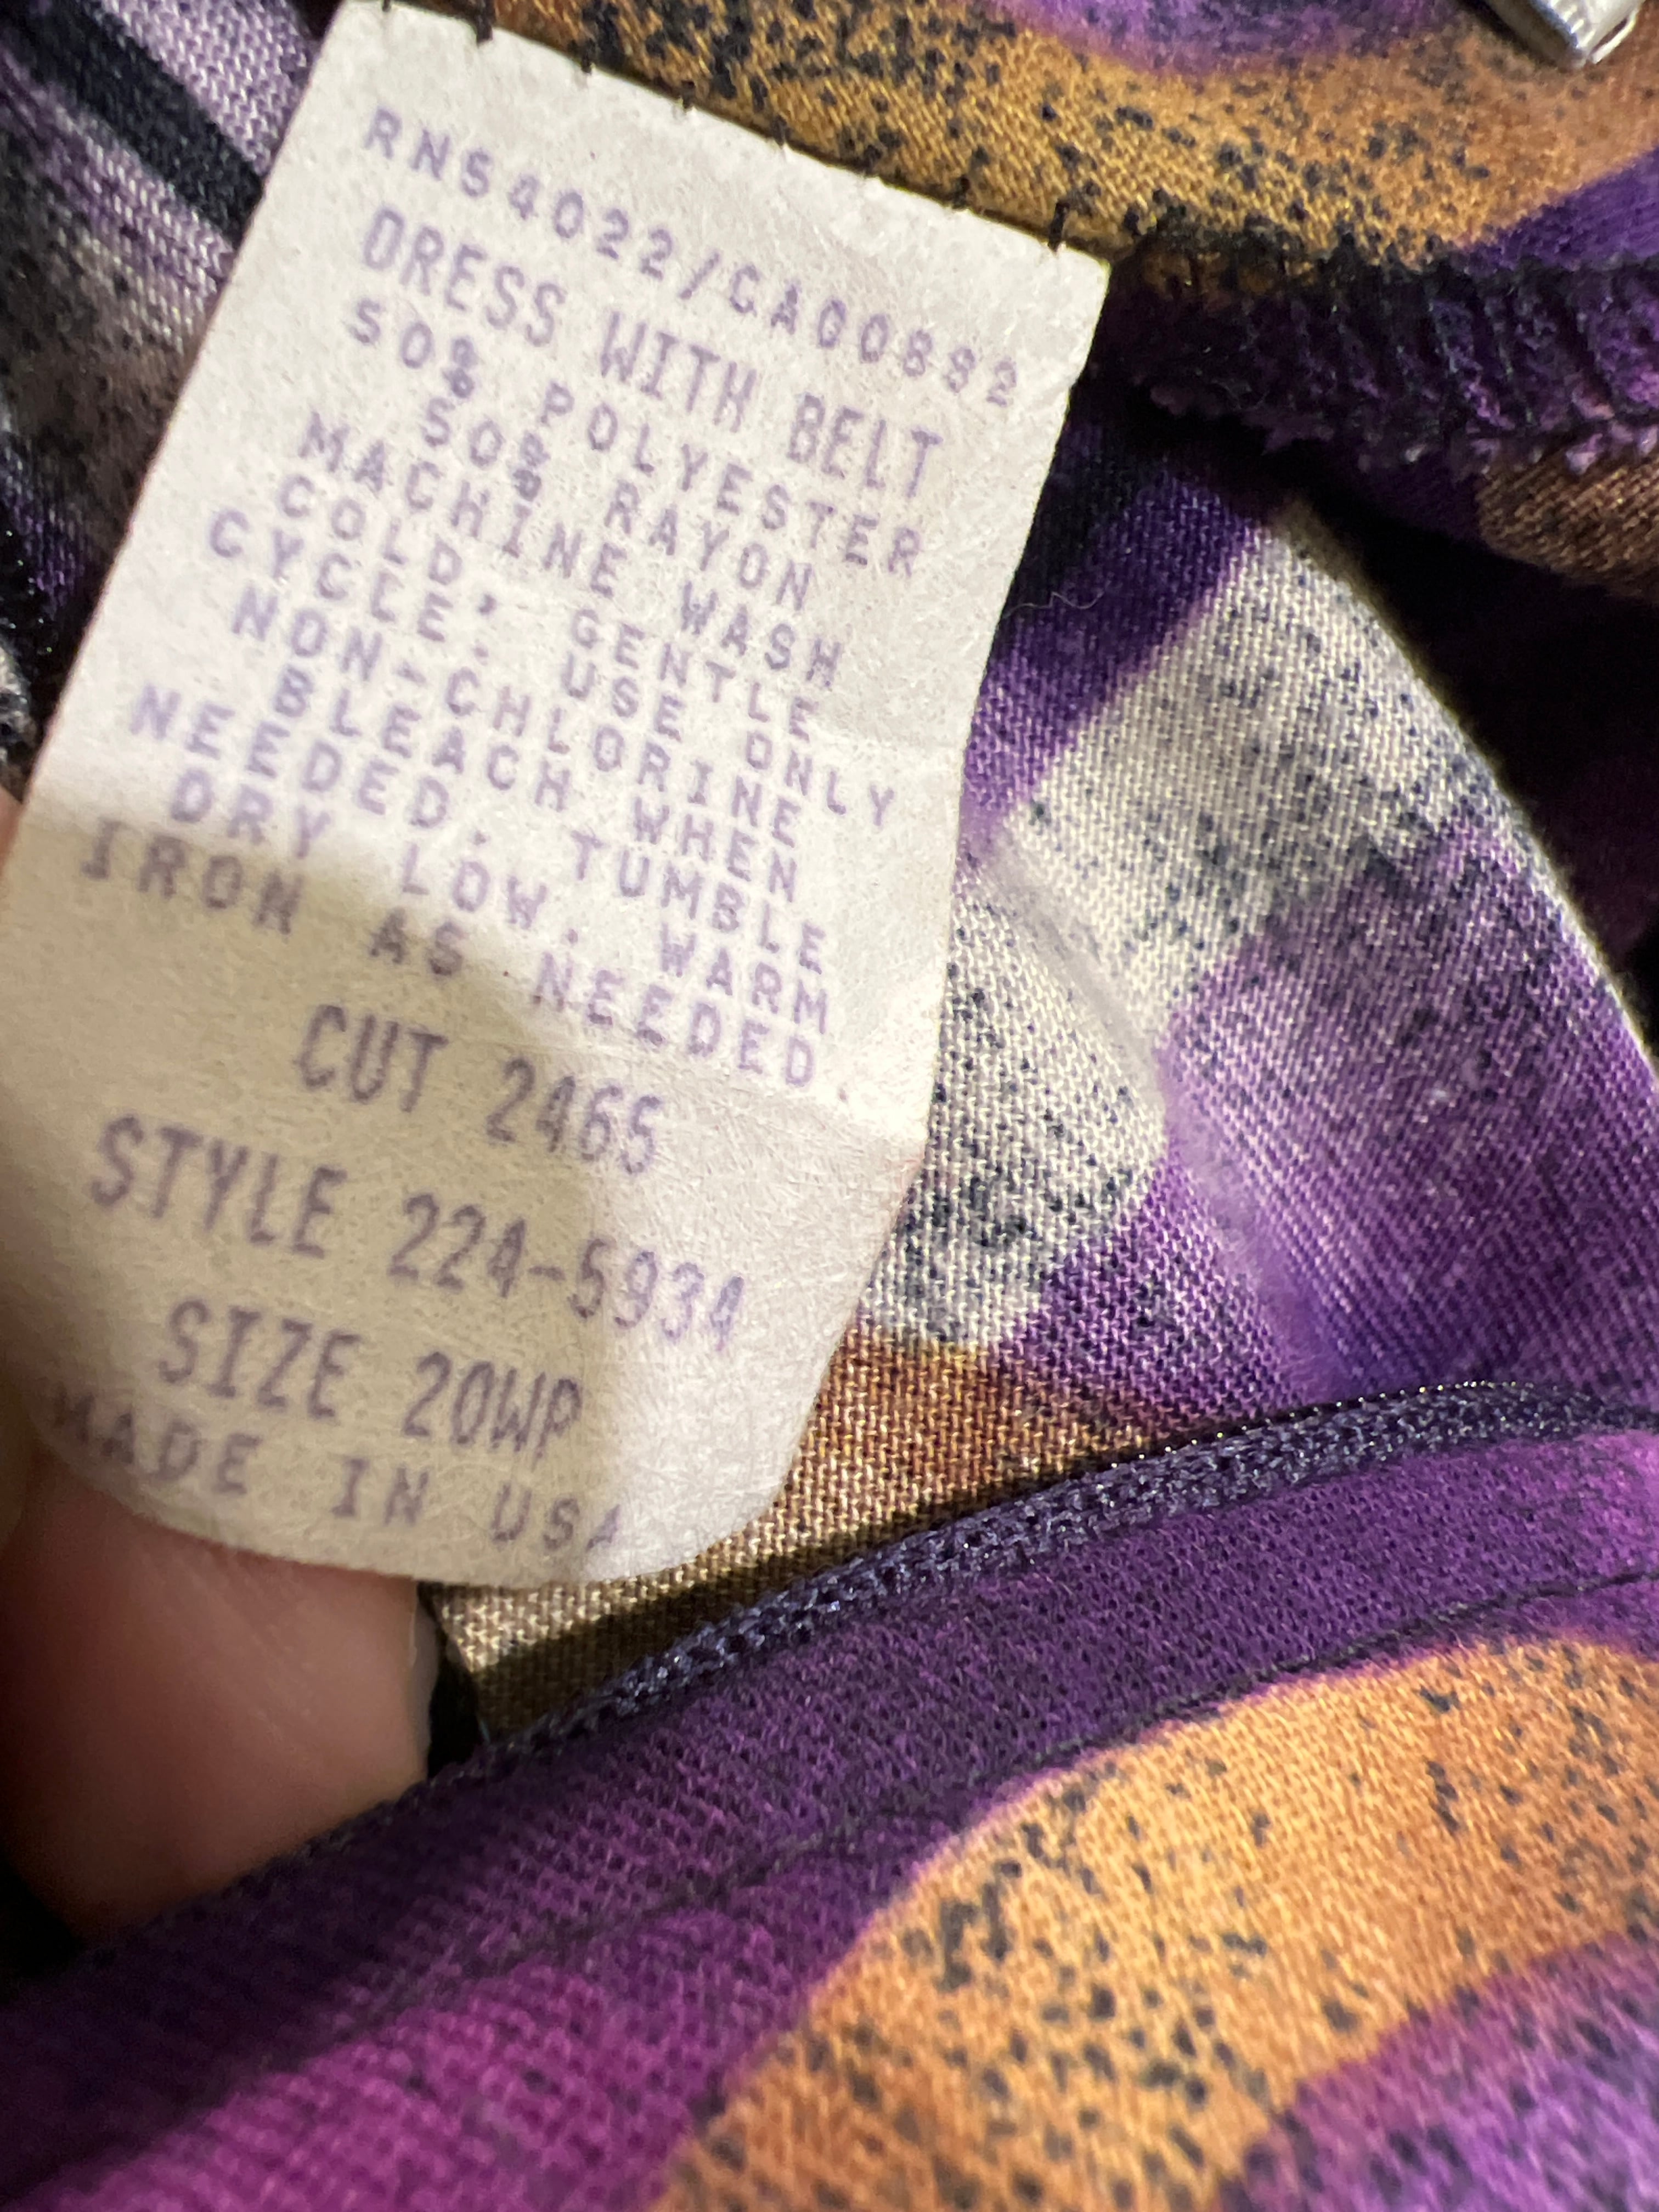 RN54022/CA00892
DRESS WITH BELT
50% POLYESTER
50% RAYON
MACHINE WASH
COLD, GENTLE
CYCLE. USE ONLY
NON-CHLORINE
BLEACH WHEN
NEEDED. TUMBLE
DRY LOW. WARM
IRON AS NEEDED.
CUT 2465
STYLE 224-5934
SIZE 20WP
MADE IN USA